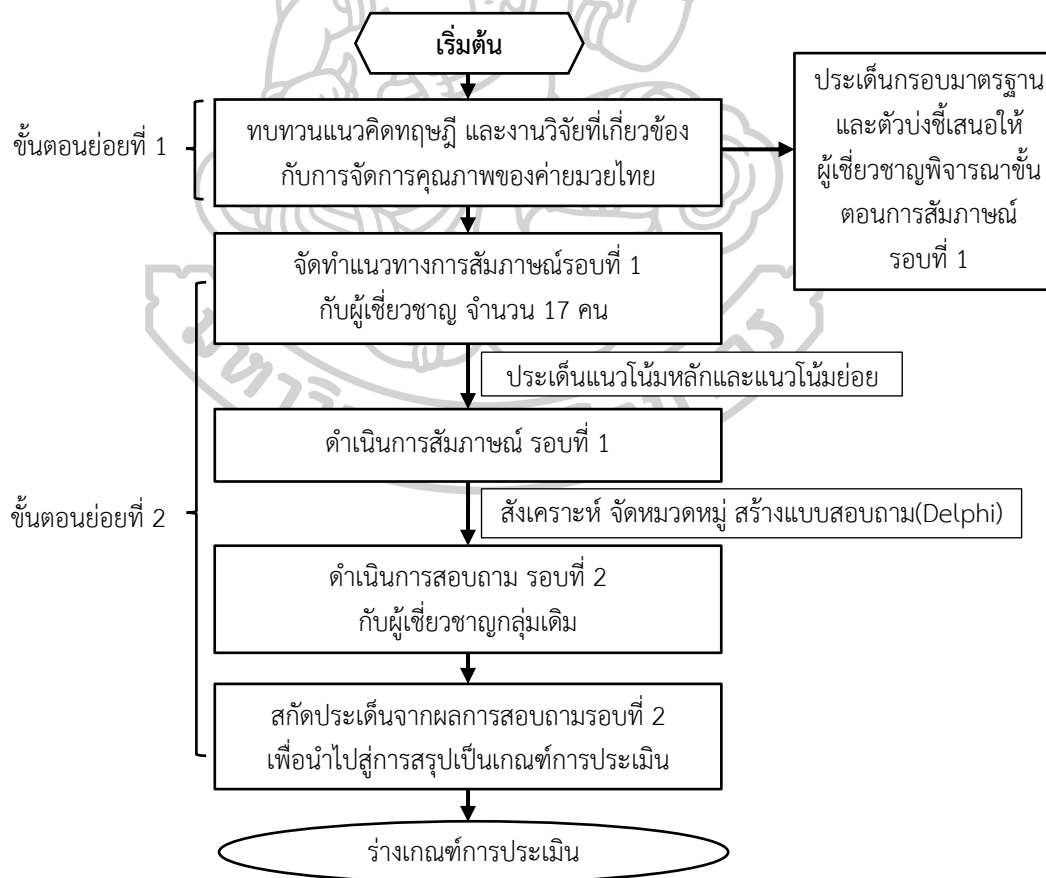 เริ่มต้น
ขั้นตอนย่อยที่ 1
ทบทวนแนวคิดทฤษฎี และงานวิจัยที่เกี่ยวข้อง
กับการจัดการคุณภาพของค่ายมวยไทย
ประเด็นกรอบมาตรฐาน
และตัวบ่งชี้เสนอให้
ผู้เชี่ยวชาญพิจารณาขั้น
ตอนการสัมภาษณ์
รอบที่ 1
จัดทำแนวทางการสัมภาษณ์รอบที่ 1
กับผู้เชี่ยวชาญ จำนวน 17 คน
ประเด็นแนวโน้มหลักและแนวโน้มย่อย
ดำเนินการสัมภาษณ์ รอบที่ 1
ขั้นตอนย่อยที่ 2
สังเคราะห์ จัดหมวดหมู่ สร้างแบบสอบถาม(Delphi)
ดำเนินการสอบถาม รอบที่ 2
กับผู้เชี่ยวชาญกลุ่มเดิม
สกัดประเด็นจากผลการสอบถามรอบที่ 2
เพื่อนำไปสู่การสรุปเป็นเกณฑ์การประเมิน
ร่างเกณฑ์การประเมิน